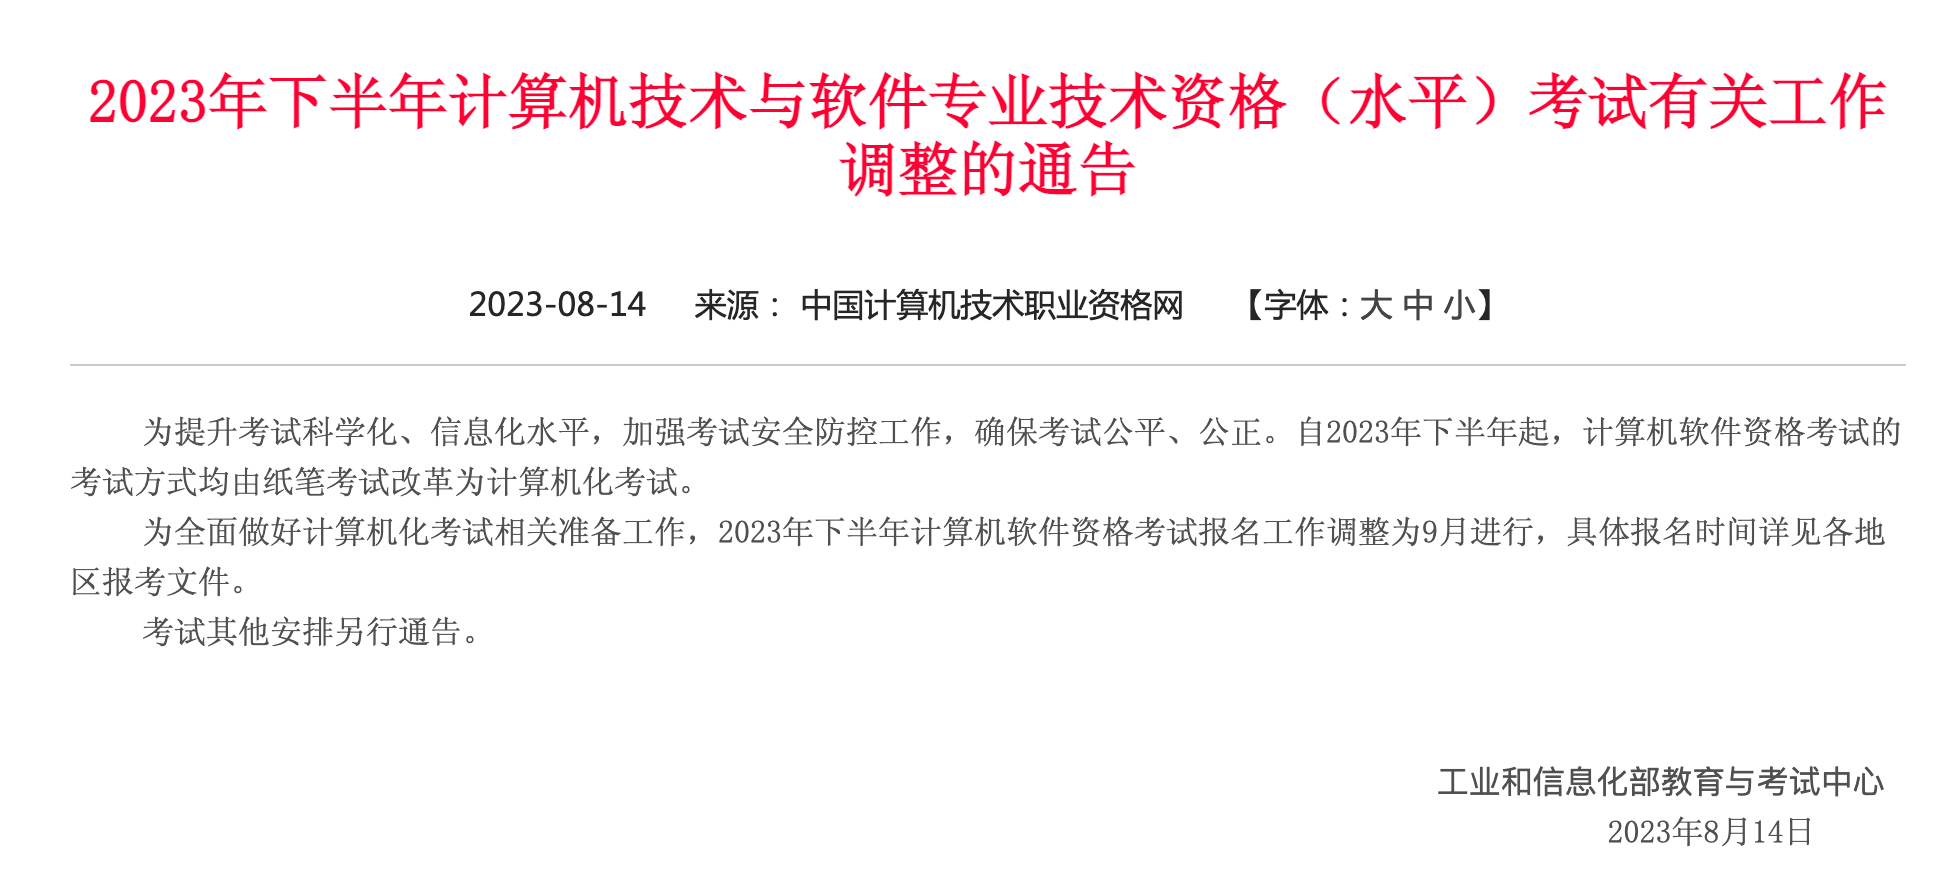 2023年下半年计算机技术与软件专业技术资格（水平）考试有关工作
调整的通告
2023-08-14 来源： 中国计算机技术职业资格网 【字体：大 中 小】
为提升考试科学化、信息化水平，加强考试安全防控工作，确保考试公平、公正。自2023年下半年起，计算机软件资格考试的
考试方式均由纸笔考试改革为计算机化考试。
为全面做好计算机化考试相关准备工作，2023年下半年计算机软件资格考试报名工作调整为9月进行，具体报名时间详见各地
区报考文件。
考试其他安排另行通告。
工业和信息化部教育与考试中心
2023年8月14日